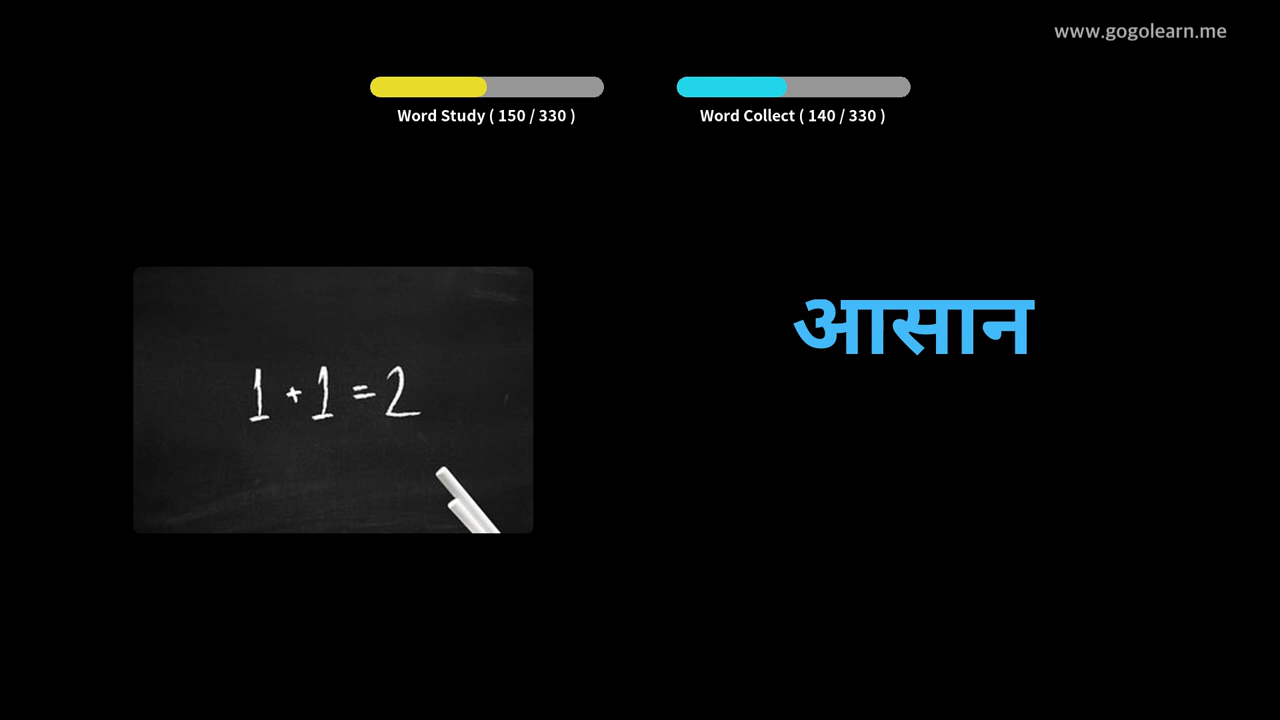 www.gogolearn.me
Word Study ( 150 / 330 )
Word Collect ( 140 / 330 )
आसान
1 + 1 = 2